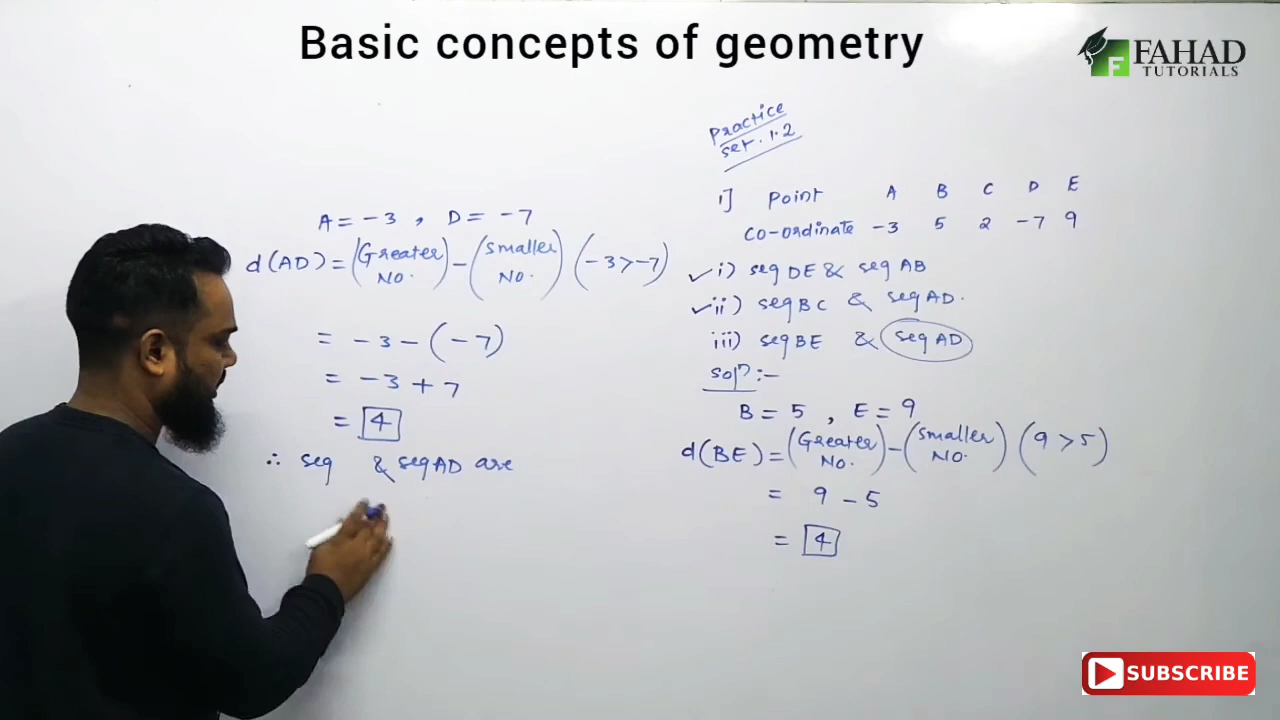 Basic concepts of geometry
FAHAD
TUTORIALS
Practice
set. 1.2
1] Point A B C D E
Co-ordinate -3 5 2 -7 9
✓i) seg DE & seg AB
✓ii) seg BC & seg AD.
iii) seg BE & seg AD
Solⁿ :-
B = 5 , E = 9
d(BE) = (Greater No.) - (Smaller No.) (9 > 5)
= 9 - 5
= 4
A = -3 , D = -7
d(AD) = (Greater No.) - (Smaller No.) (-3 > -7)
= -3 - (-7)
= -3 + 7
= 4
∴ seg & seg AD are
SUBSCRIBE